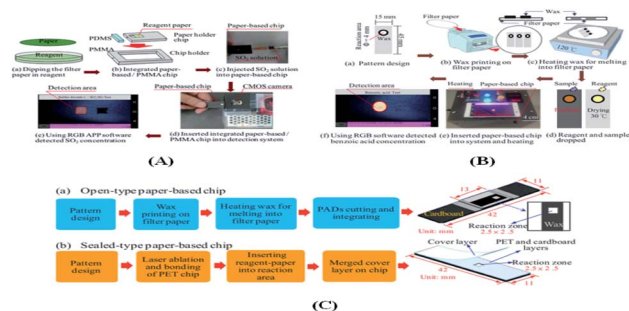 Paper
Reagent
(a) Dipping the filter
paper in reagent
Reagent paper
PDMS
PMMA
Paper holder
chip
Chip holder
(b) Integrated paper-
based / PMMA chip
Paper-based chip
SO₂ solution
(c) Injected SO₂ solution
into paper-based chip
Detection area
Paper-based chip
CMOS camera
(e) Using RGB APP software
detected SO₂ concentration
(d) Inserted integrated paper-based /
PMMA chip into detection system
(A)
15 mm
Reaction area
Φ = 4 mm
Wax
(a) Pattern design
Filter paper
(b) Wax printing on
filter paper
Wax
Filter paper
120℃
(c) Heating wax for melting
into filter paper
Detection area
Heating
Paper-based chip
Sample
Reagent
Drying
30℃
4 cm
(f) Using RGB software detected
benzoic acid concentration
(e) Inserted paper-based chip
into system and heating
(d) Reagent and sample
dropped
(B)
(a) Open-type paper-based chip
Pattern
design
Wax
printing on
filter paper
Heating wax for
melting into
filter paper
PADs cutting and
integrating
13
11
42
Cardboard
Unit: mm
Reaction zone
2.5 x 2 .5
Wax
(b) Sealed-type paper-based chip
Pattern
design
Laser ablation
and bonding
of PET chip
Inserting
reagent-paper
into reaction
area
Merged cover
layer on chip
Cover layer
PET and cardboard
layers
Reaction zone
2.5 x 2 .5
Unit: mm
42
11
(C)